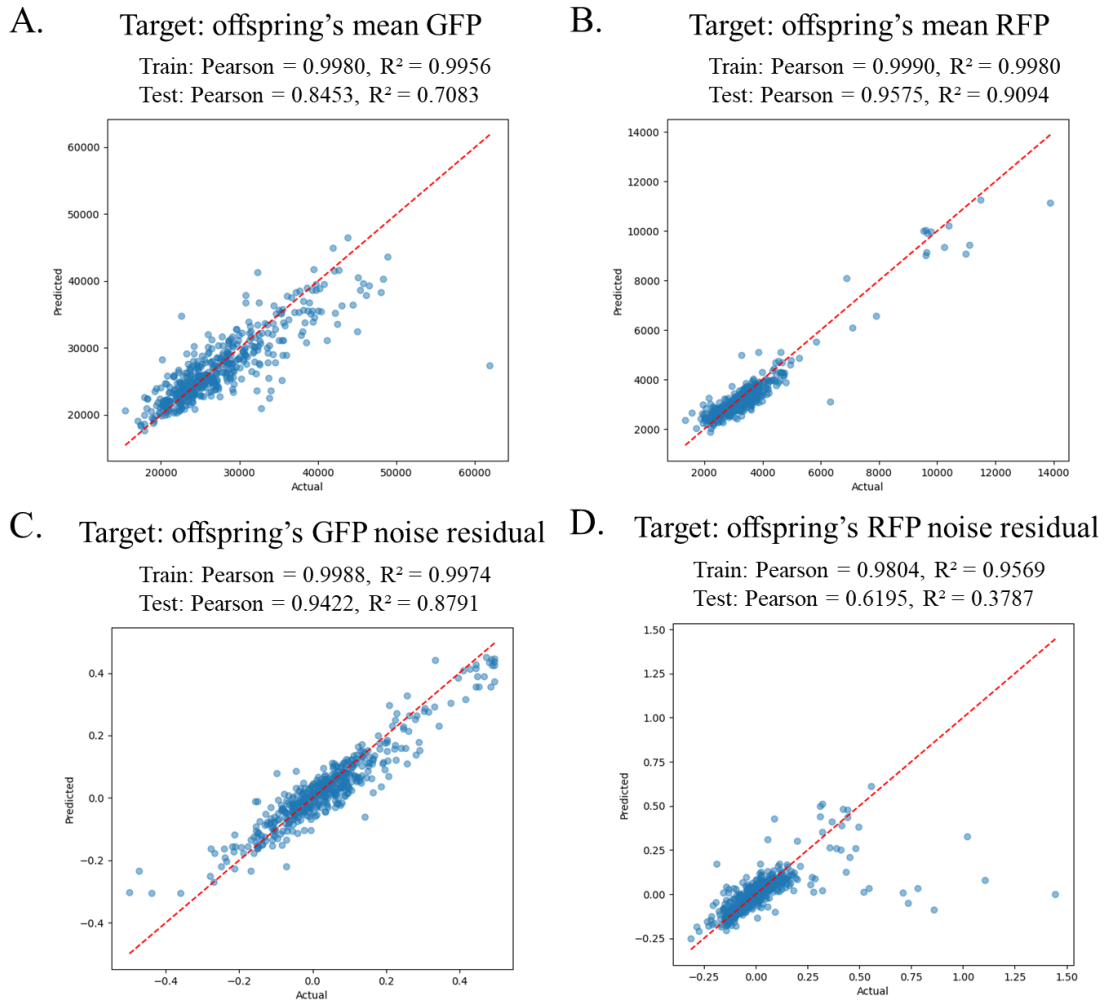 A.
Target: offspring’s mean GFP
Train: Pearson = 0.9980, R² = 0.9956
Test: Pearson = 0.8453, R² = 0.7083
60000
50000
40000
30000
20000
Predicted
20000 30000 40000 50000 60000
Actual
B.
Target: offspring’s mean RFP
Train: Pearson = 0.9990, R² = 0.9980
Test: Pearson = 0.9575, R² = 0.9094
14000
12000
10000
8000
6000
4000
2000
Predicted
2000 4000 6000 8000 10000 12000 14000
Actual
C.
Target: offspring’s GFP noise residual
Train: Pearson = 0.9988, R² = 0.9974
Test: Pearson = 0.9422, R² = 0.8791
0.4
0.2
0.0
−0.2
−0.4
Predicted
−0.4 −0.2 0.0 0.2 0.4
Actual
D.
Target: offspring’s RFP noise residual
Train: Pearson = 0.9804, R² = 0.9569
Test: Pearson = 0.6195, R² = 0.3787
1.50
1.25
1.00
0.75
0.50
0.25
0.00
−0.25
Predicted
−0.25 0.00 0.25 0.50 0.75 1.00 1.25 1.50
Actual